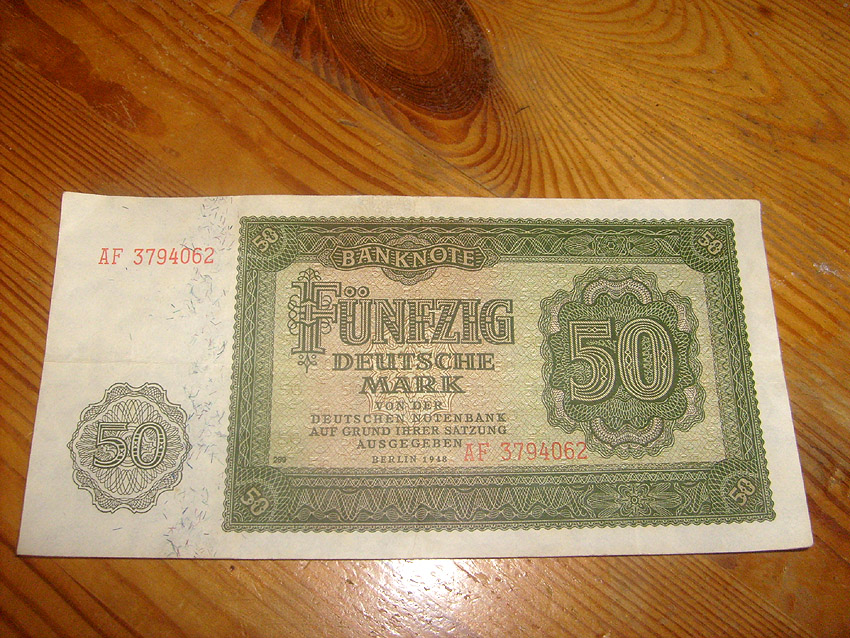 50
50
BANKNOTE
AF 3794062
FÜNFZIG
50
DEUTSCHE
MARK
VON DER
DEUTSCHEN NOTENBANK
AUF GRUND IHRER SATZUNG
AUSGEGEBEN
AF 3794062
BERLIN 1948
50
50
50